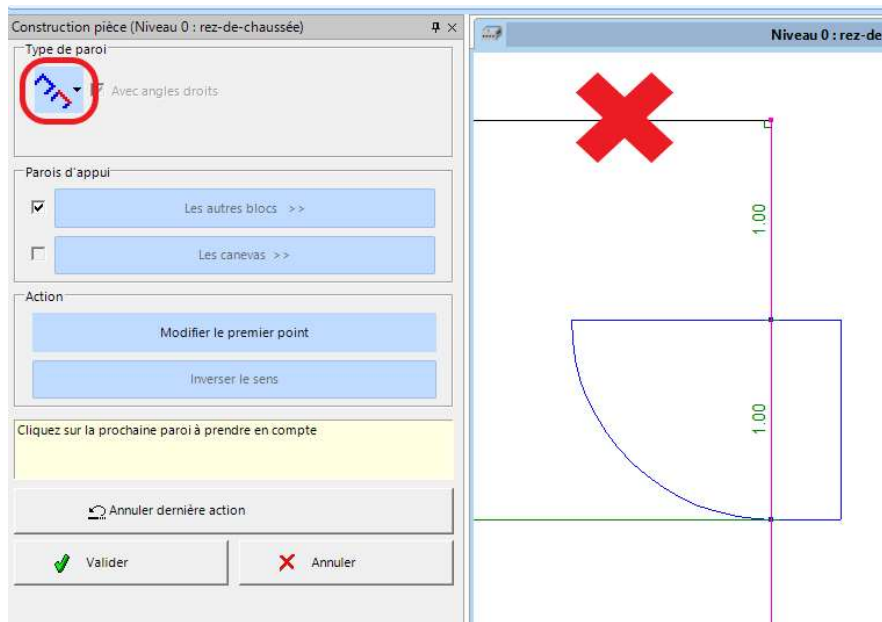 Construction pièce (Niveau 0 : rez-de-chaussée)
Type de paroi
Avec angles droits
Parois d'appui
Les autres blocs >>
Les canevas >>
Action
Modifier le premier point
Inverser le sens
Cliquez sur la prochaine paroi à prendre en compte
Annuler dernière action
Valider
Annuler
Niveau 0 : rez-de
1.00
1.00